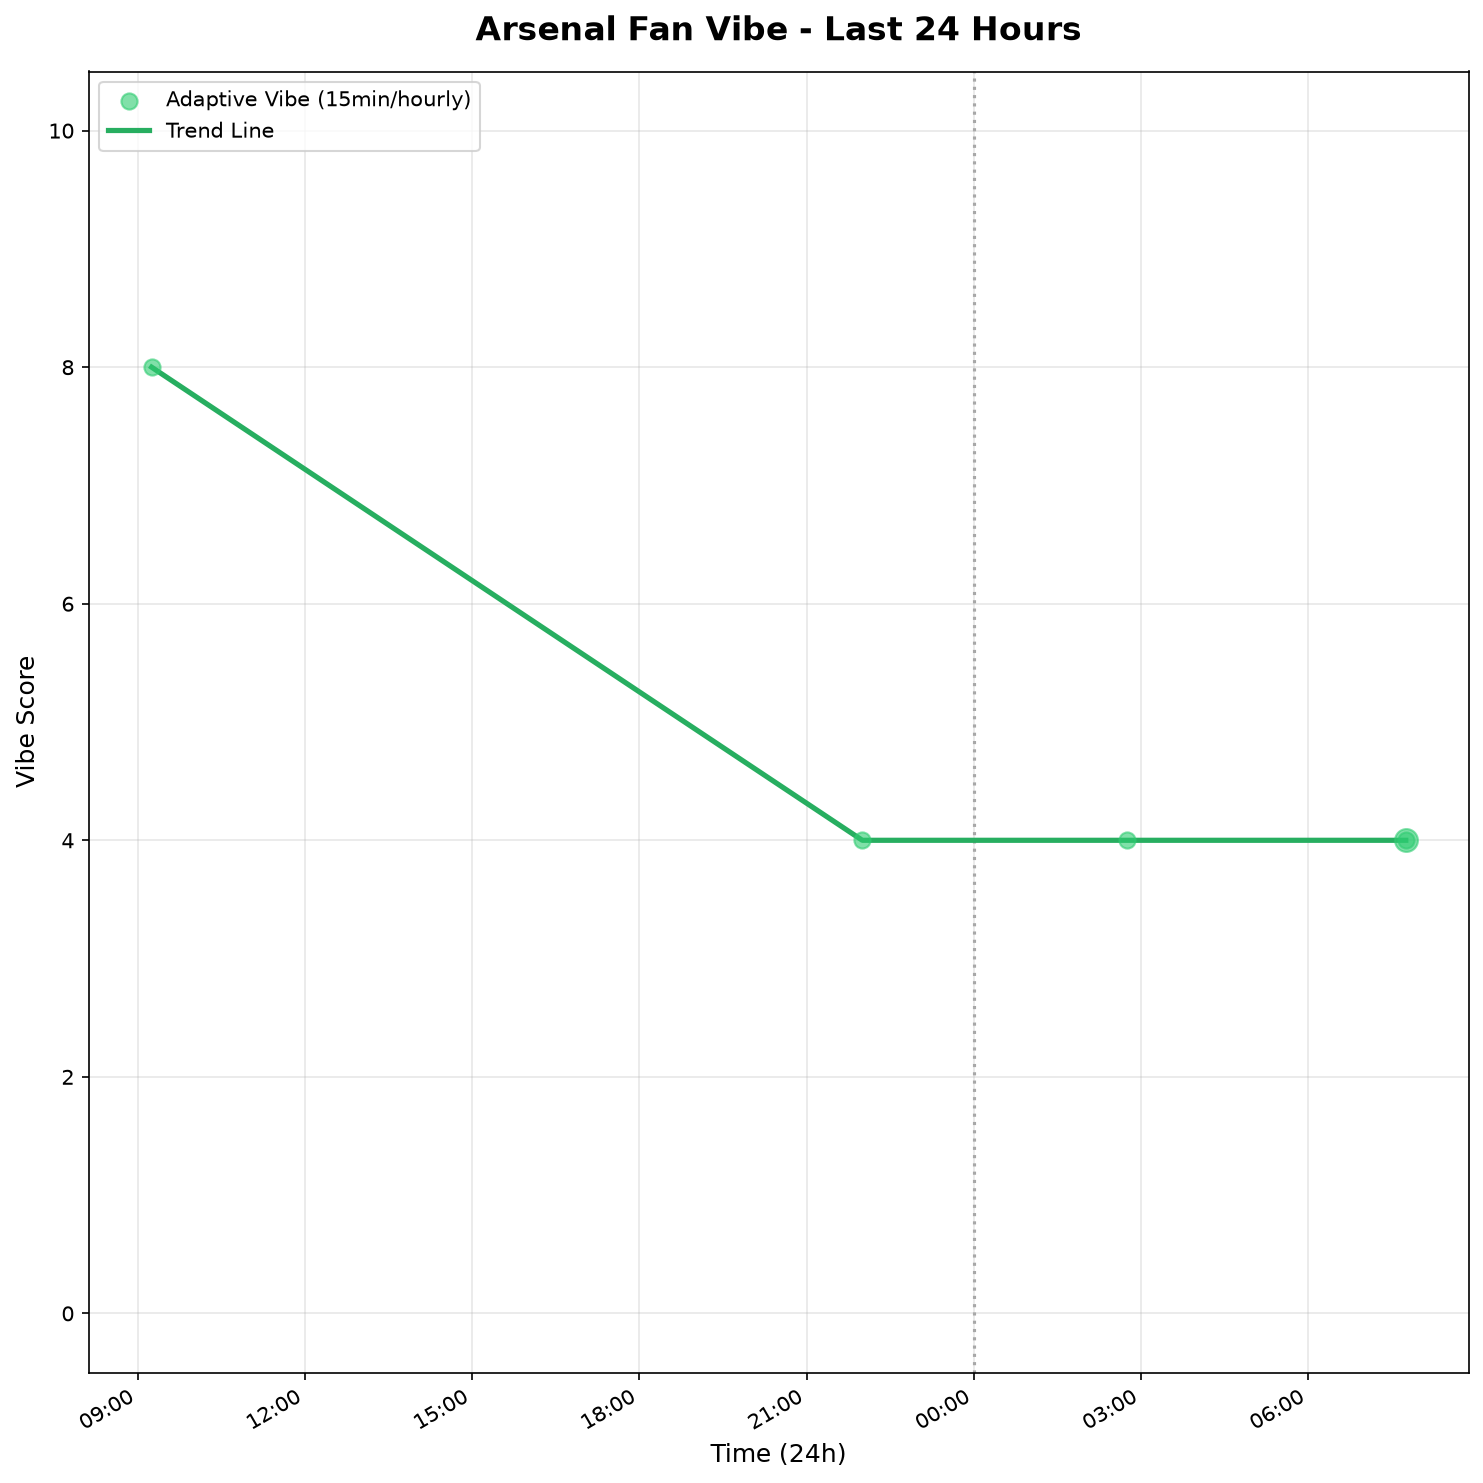 Arsenal Fan Vibe - Last 24 Hours
Adaptive Vibe (15min/hourly)
Trend Line
10
8
6
4
2
0
Vibe Score
09:00
12:00
15:00
18:00
21:00
00:00
03:00
06:00
Time (24h)